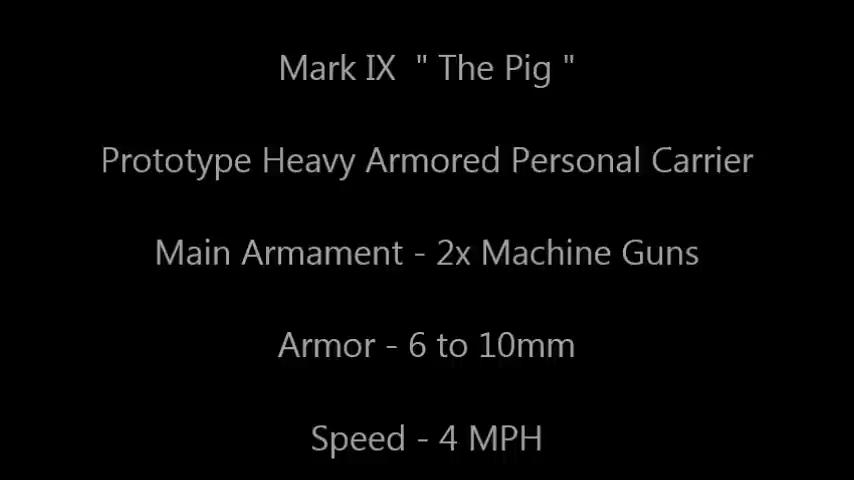 Mark IX " The Pig "
Prototype Heavy Armored Personal Carrier
Main Armament - 2x Machine Guns
Armor - 6 to 10mm
Speed - 4 MPH